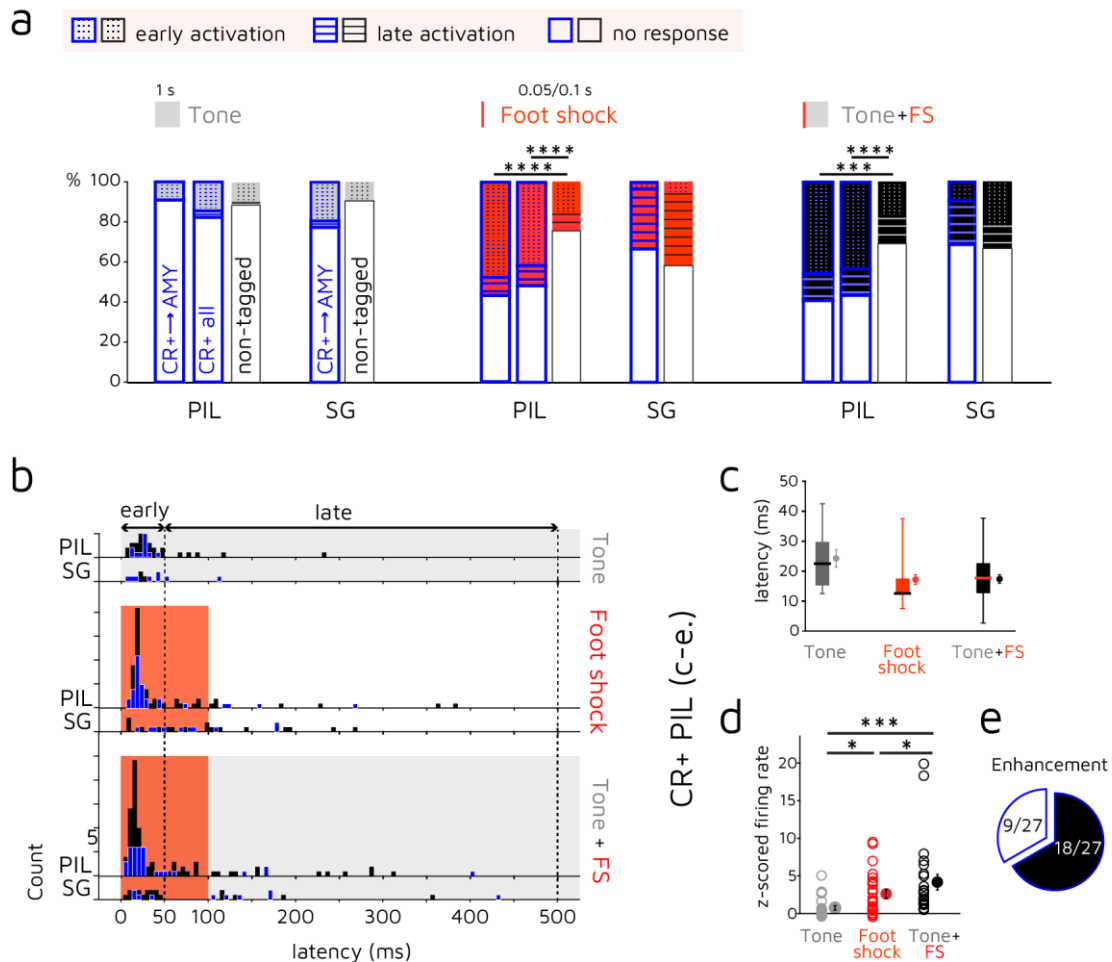 a
early activation late activation no response
1 s 0.05/0.1 s
Tone Foot shock Tone+FS
**** **** **** ***
% 100
80
60
40
20
0
CR+→AMY CR+ all non-tagged CR+→AMY non-tagged
PIL SG PIL SG PIL SG
b
early late
PIL
SG
Tone
PIL
SG
Foot shock
5
PIL
SG
Tone + FS
Count
0 100 200 300 400 500
latency (ms)
CR+ PIL (c-e.)
c
latency (ms)
50
40
30
20
10
0
Tone Foot shock Tone+FS
d
***
* *
z-scored firing rate
20
15
10
5
0
Tone Foot shock Tone+ FS
e
Enhancement
9/27
18/27